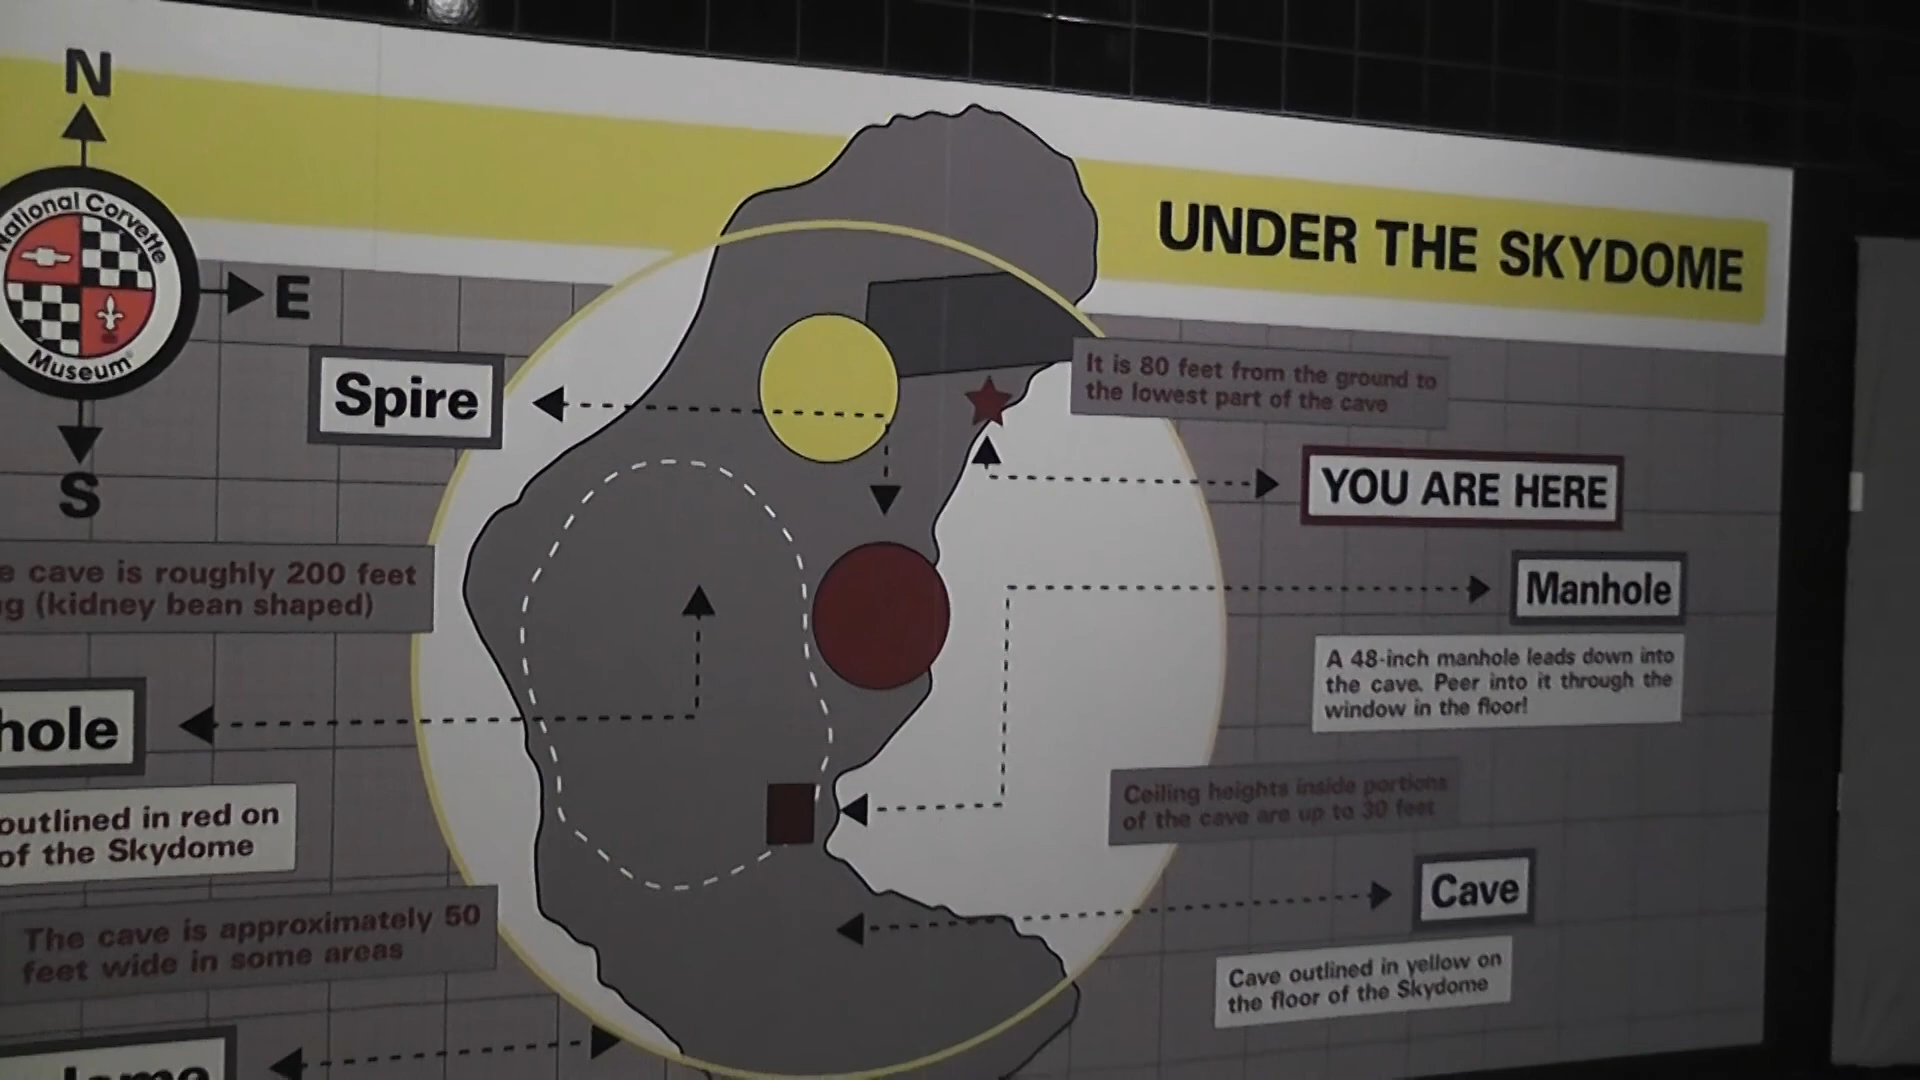 N
National Corvette
Museum
E
S
UNDER THE SKYDOME
Spire
It is 80 feet from the ground to
the lowest part of the cave
YOU ARE HERE
cave is roughly 200 feet
(kidney bean shaped)
Manhole
A 48-inch manhole leads down into
the cave. Peer into it through the
window in the floor!
hole
outlined in red on
of the Skydome
Ceiling heights inside portions
of the cave are up to 30 feet
Cave
Cave outlined in yellow on
the floor of the Skydome
The cave is approximately 50
feet wide in some areas